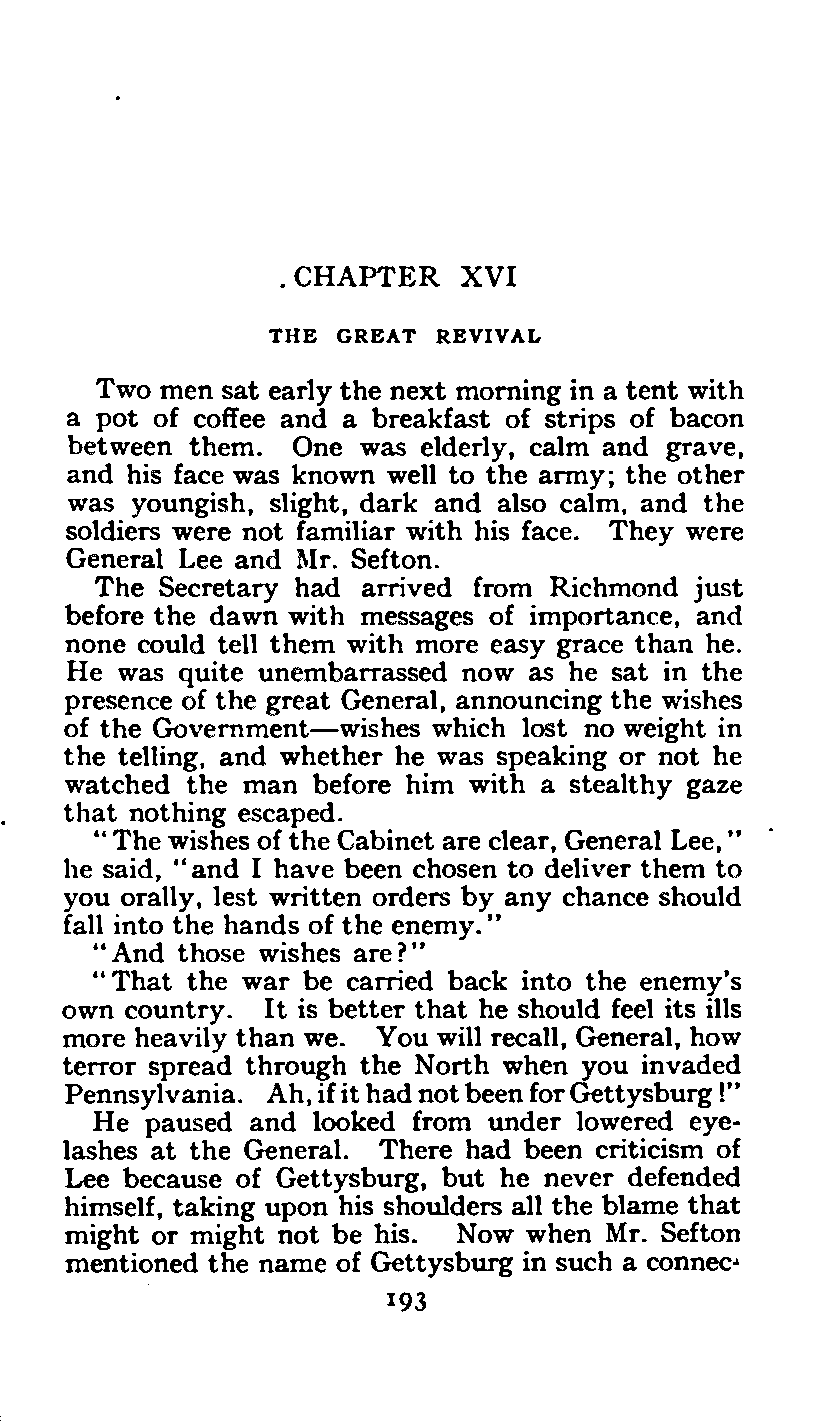 CHAPTER XVI
THE GREAT REVIVAL
Two men sat early the next morning in a tent with
a pot of coffee and a breakfast of strips of bacon
between them. One was elderly, calm and grave,
and his face was known well to the army; the other
was youngish, slight, dark and also calm, and the
soldiers were not familiar with his face. They were
General Lee and Mr. Sefton.
The Secretary had arrived from Richmond just
before the dawn with messages of importance, and
none could tell them with more easy grace than he.
He was quite unembarrassed now as he sat in the
presence of the great General, announcing the wishes
of the Government—wishes which lost no weight in
the telling, and whether he was speaking or not he
watched the man before him with a stealthy gaze
that nothing escaped.
"The wishes of the Cabinet are clear, General Lee,"
he said, "and I have been chosen to deliver them to
you orally, lest written orders by any chance should
fall into the hands of the enemy."
"And those wishes are?"
"That the war be carried back into the enemy's
own country. It is better that he should feel its ills
more heavily than we. You will recall, General, how
terror spread through the North when you invaded
Pennsylvania. Ah, if it had not been for Gettysburg!"
He paused and looked from under lowered eye-
lashes at the General. There had been criticism of
Lee because of Gettysburg, but he never defended
himself, taking upon his shoulders all the blame that
might or might not be his. Now when Mr. Sefton
mentioned the name of Gettysburg in such a connec-
193